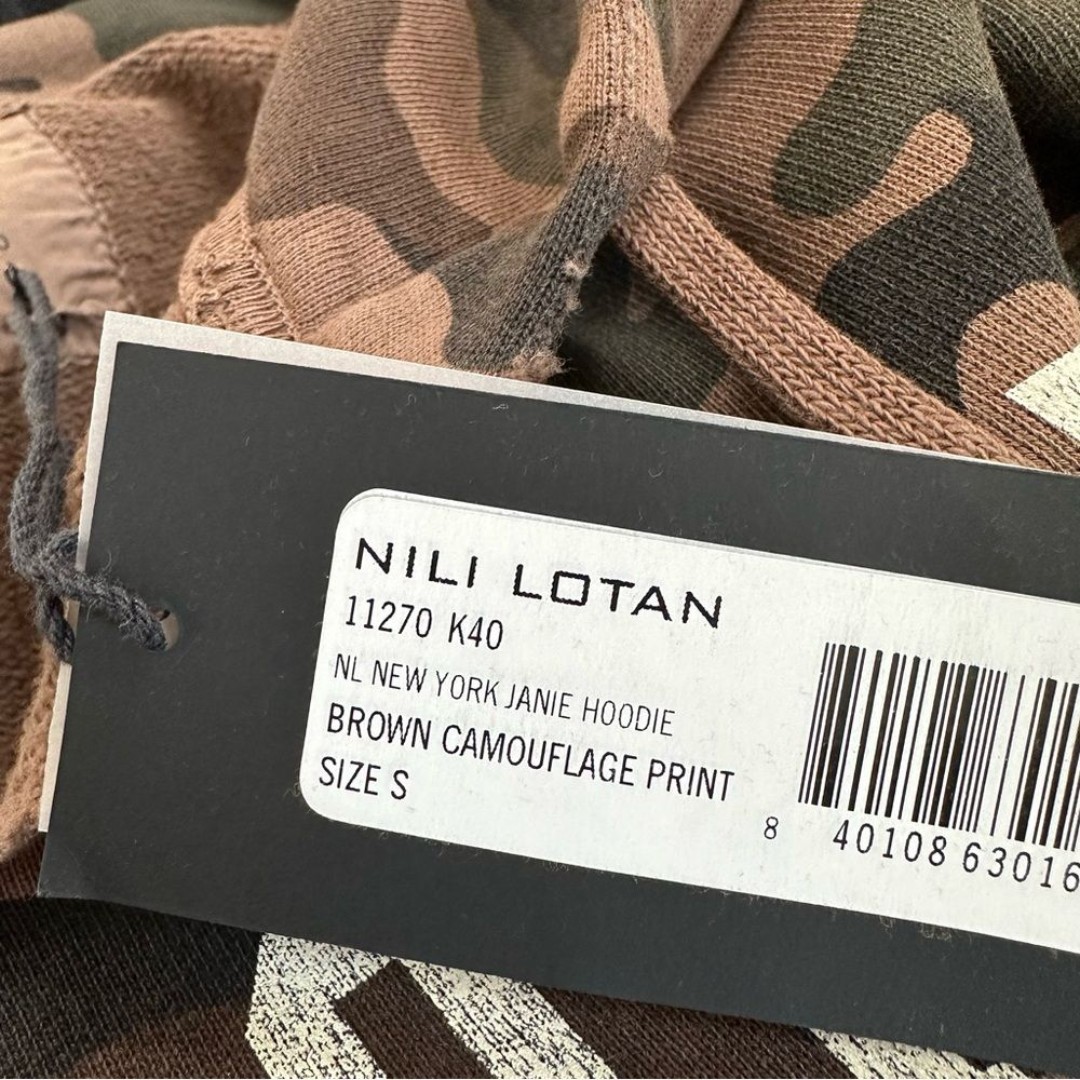 NILI LOTAN
11270 K40
NL NEW YORK JANIE HOODIE
BROWN CAMOUFLAGE PRINT
SIZE S
8 40108 63016